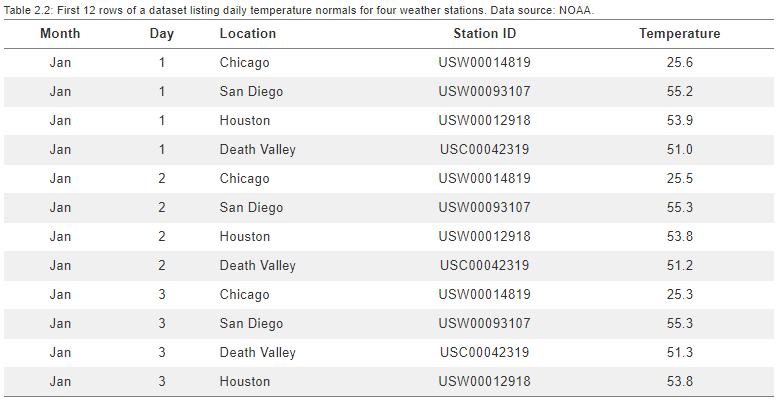 Table 2.2: First 12 rows of a dataset listing daily temperature normals for four weather stations. Data source: NOAA.
Month Day Location Station ID Temperature
Jan 1 Chicago USW00014819 25.6
Jan 1 San Diego USW00093107 55.2
Jan 1 Houston USW00012918 53.9
Jan 1 Death Valley USC00042319 51.0
Jan 2 Chicago USW00014819 25.5
Jan 2 San Diego USW00093107 55.3
Jan 2 Houston USW00012918 53.8
Jan 2 Death Valley USC00042319 51.2
Jan 3 Chicago USW00014819 25.3
Jan 3 San Diego USW00093107 55.3
Jan 3 Death Valley USC00042319 51.3
Jan 3 Houston USW00012918 53.8